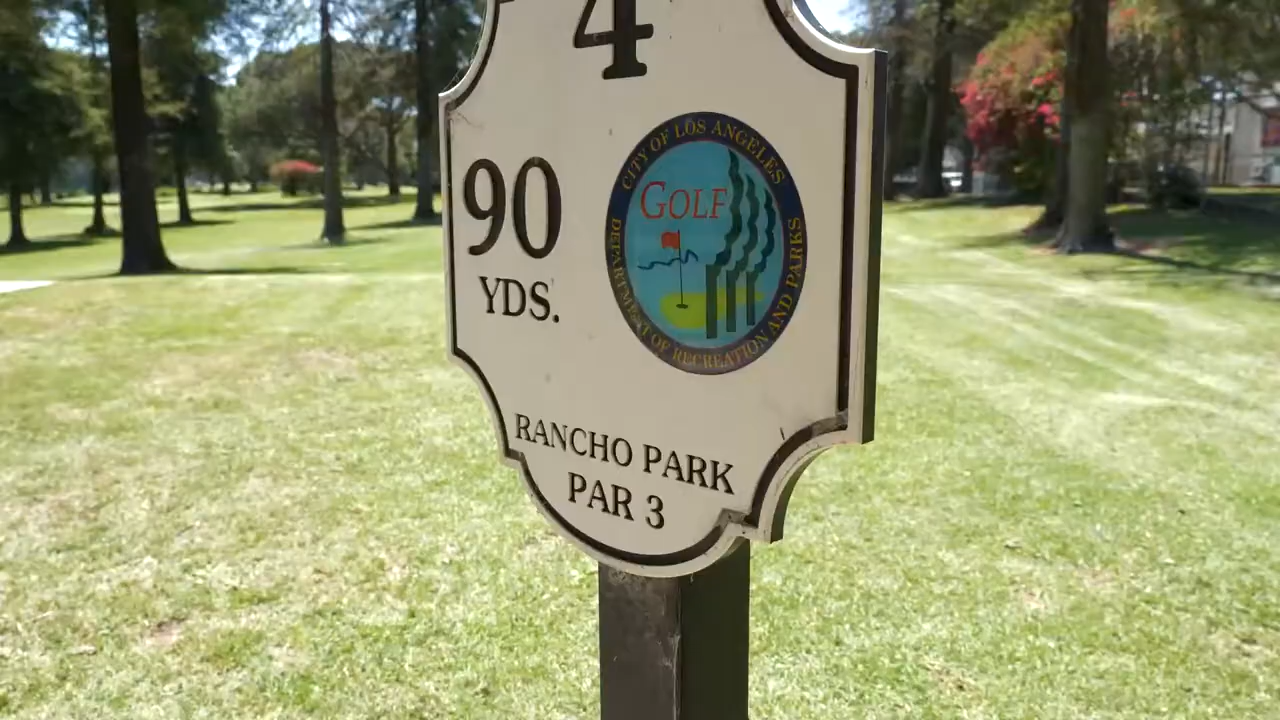 4
90
YDS.
CITY OF LOS ANGELES
GOLF
DEPARTMENT OF RECREATION AND PARKS
RANCHO PARK
PAR 3